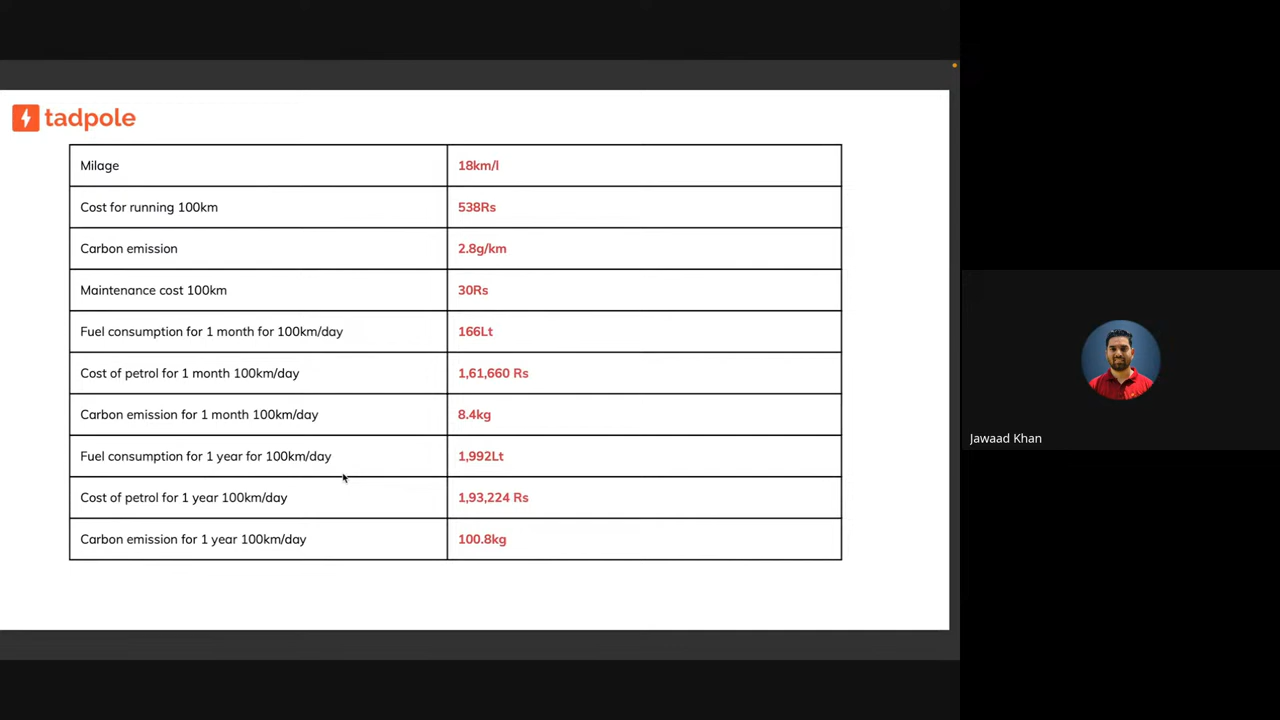 tadpole
Milage 18km/l
Cost for running 100km 538Rs
Carbon emission 2.8g/km
Maintenance cost 100km 30Rs
Fuel consumption for 1 month for 100km/day 166Lt
Cost of petrol for 1 month 100km/day 1,61,660 Rs
Carbon emission for 1 month 100km/day 8.4kg
Fuel consumption for 1 year for 100km/day 1,992Lt
Cost of petrol for 1 year 100km/day 1,93,224 Rs
Carbon emission for 1 year 100km/day 100.8kg
Jawaad Khan